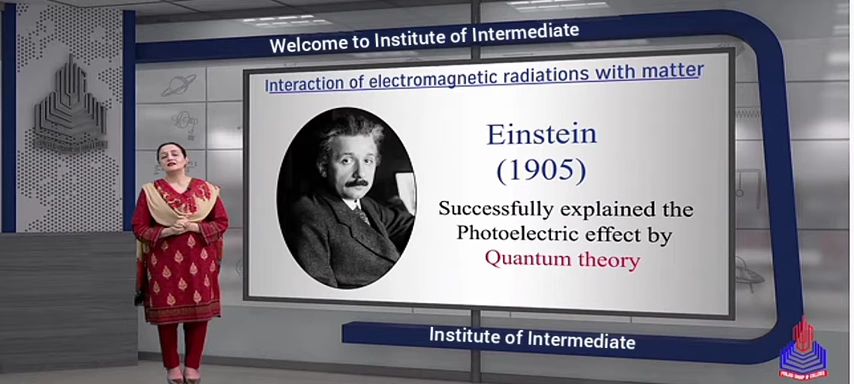 Welcome to Institute of Intermediate
Interaction of electromagnetic radiations with matter
Einstein
(1905)
Successfully explained the
Photoelectric effect by
Quantum theory
Institute of Intermediate